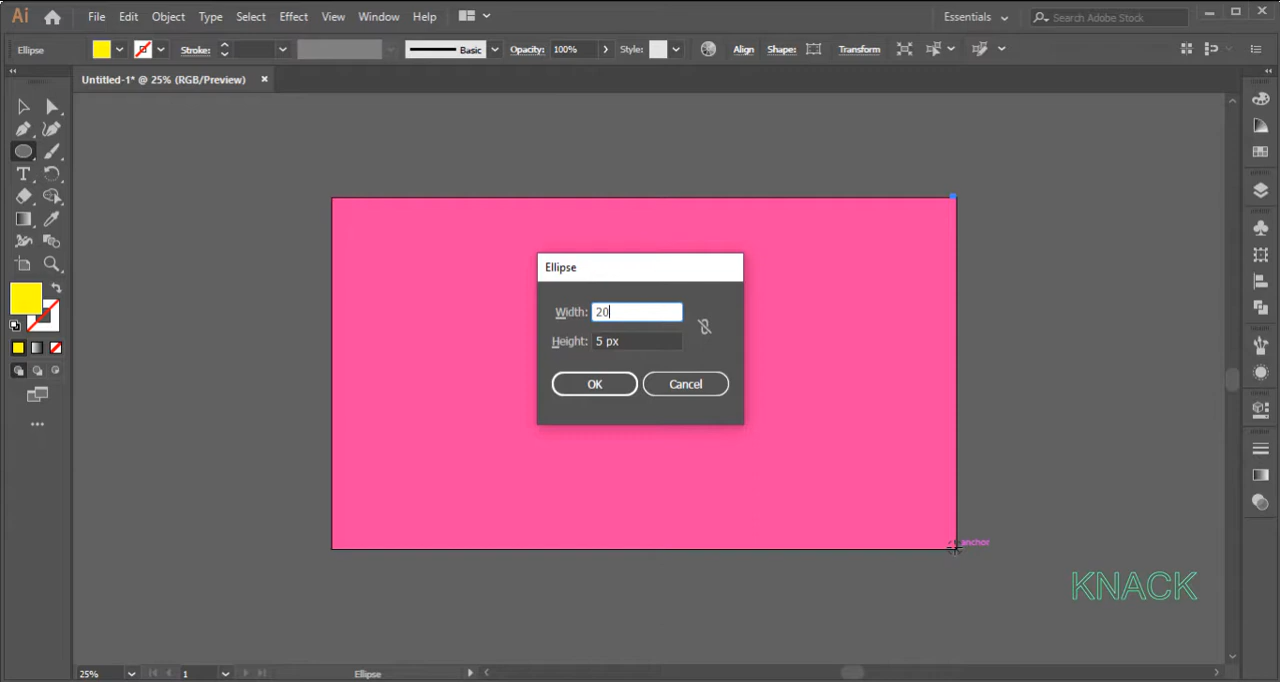 Ai File Edit Object Type Select Effect View Window Help Essentials Search Adobe Stock
Ellipse Stroke: Basic Opacity: 100% Style: Align Shape: Transform
Untitled-1* @ 25% (RGB/Preview)
Ellipse
Width: 20
Height: 5 px
OK Cancel
anchor
KNACK
25% 1 Ellipse